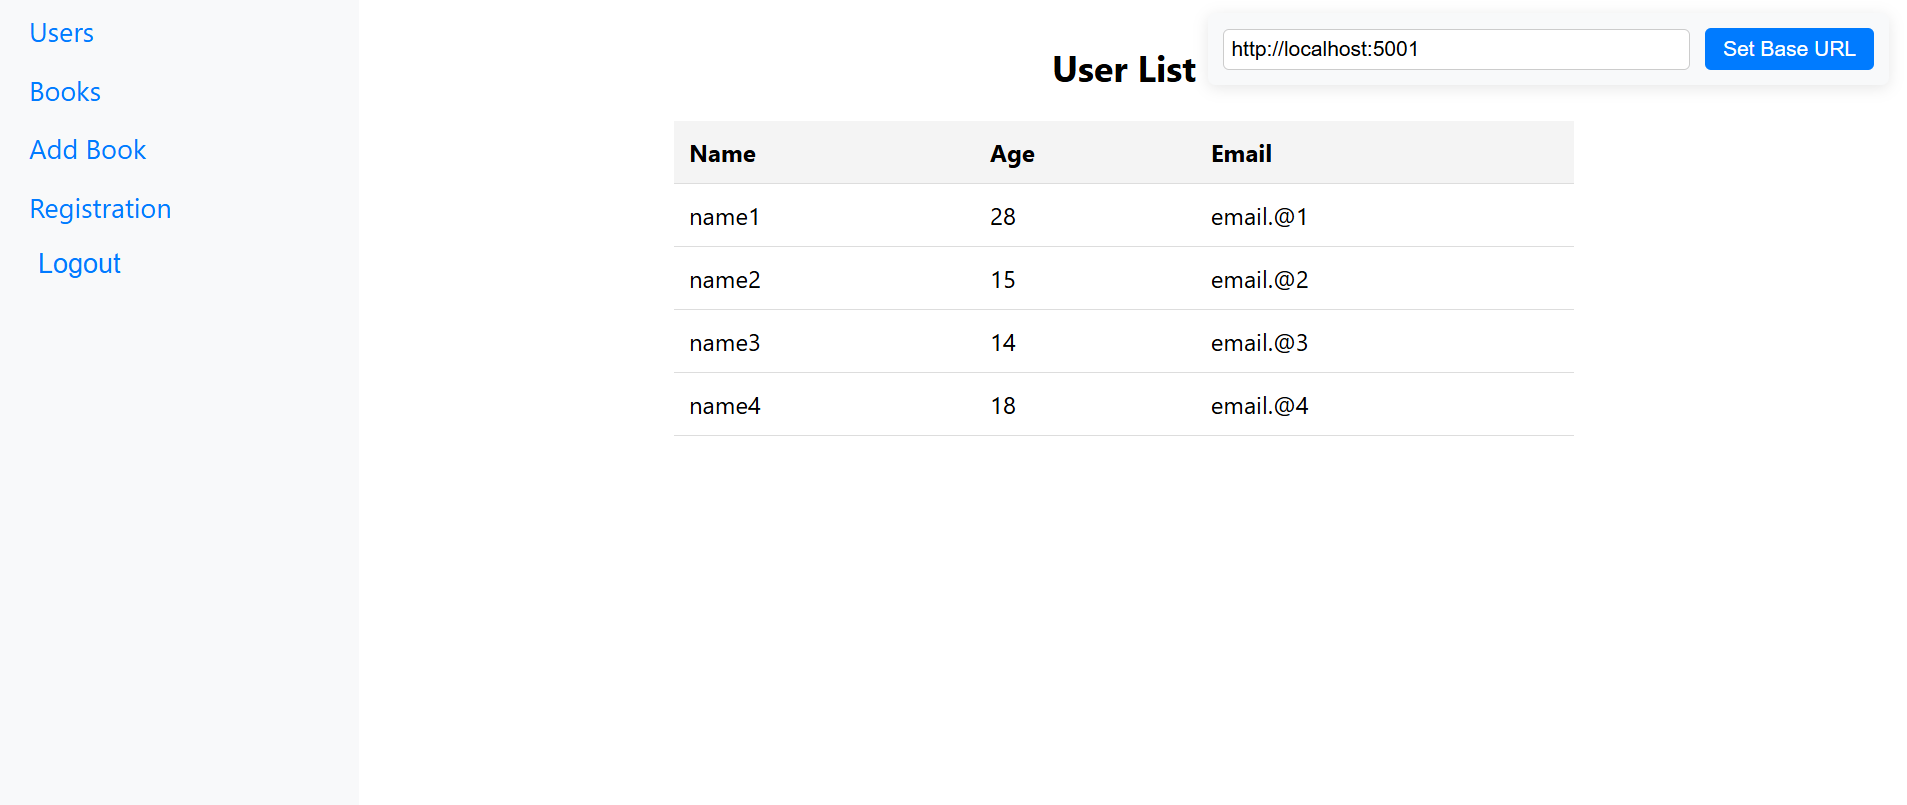 Users
Books
Add Book
Registration
Logout
http://localhost:5001 Set Base URL
User List
Name Age Email
name1 28 email.@1
name2 15 email.@2
name3 14 email.@3
name4 18 email.@4